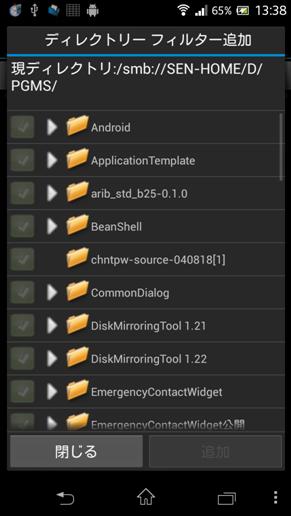 65% 13:38
ディレクトリー フィルター追加
現ディレクトリ:/smb://SEN-HOME/D/
PGMS/
Android
ApplicationTemplate
arib_std_b25-0.1.0
BeanShell
chntpw-source-040818[1]
CommonDialog
DiskMirroringTool 1.21
DiskMirroringTool 1.22
EmergencyContactWidget
EmergencyContactWidget公開
閉じる 追加